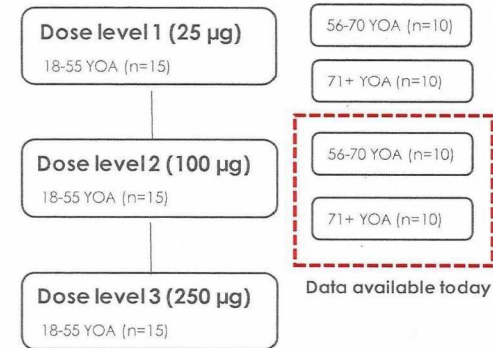 Dose level 1 (25 µg)
18-55 YOA (n=15)
56-70 YOA (n=10)
71+ YOA (n=10)
Dose level 2 (100 µg)
18-55 YOA (n=15)
56-70 YOA (n=10)
71+ YOA (n=10)
Data available today
Dose level 3 (250 µg)
18-55 YOA (n=15)